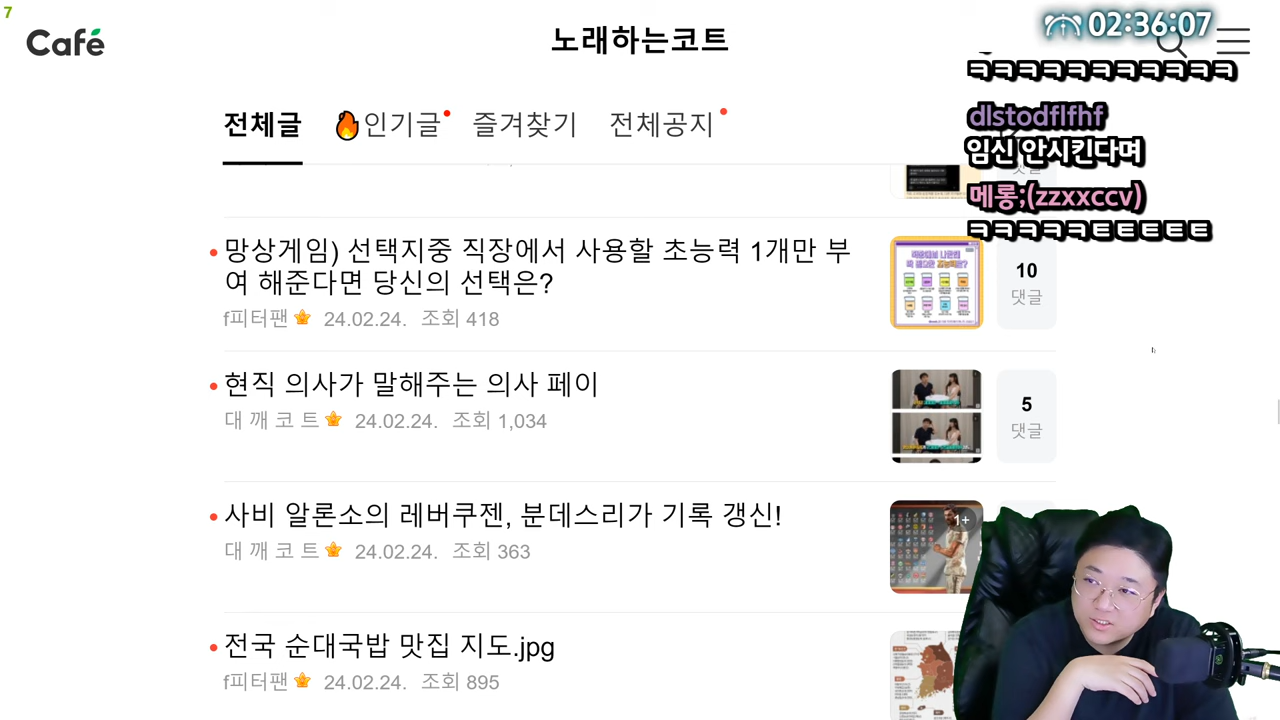 7
Café
노래하는코트
02:36:07
전체글
인기글
즐겨찾기
전체공지
ㅋㅋㅋㅋㅋㅋㅋㅋㅋㅋㅋ
dlstodflfhf
임신 안시킨다며
메롱;(zzxxccv)
ㅋㅋㅋㅋㅋㅌㅌㅌㅌㅌ
댓글
망상게임) 선택지중 직장에서 사용할 초능력 1개만 부
여 해준다면 당신의 선택은?
f피터팬 24.02.24. 조회 418
10
댓글
현직 의사가 말해주는 의사 페이
대 깨 코 트 24.02.24. 조회 1,034
5
댓글
사비 알론소의 레버쿠젠, 분데스리가 기록 갱신!
대 깨 코 트 24.02.24. 조회 363
1+
전국 순대국밥 맛집 지도.jpg
f피터팬 24.02.24. 조회 895